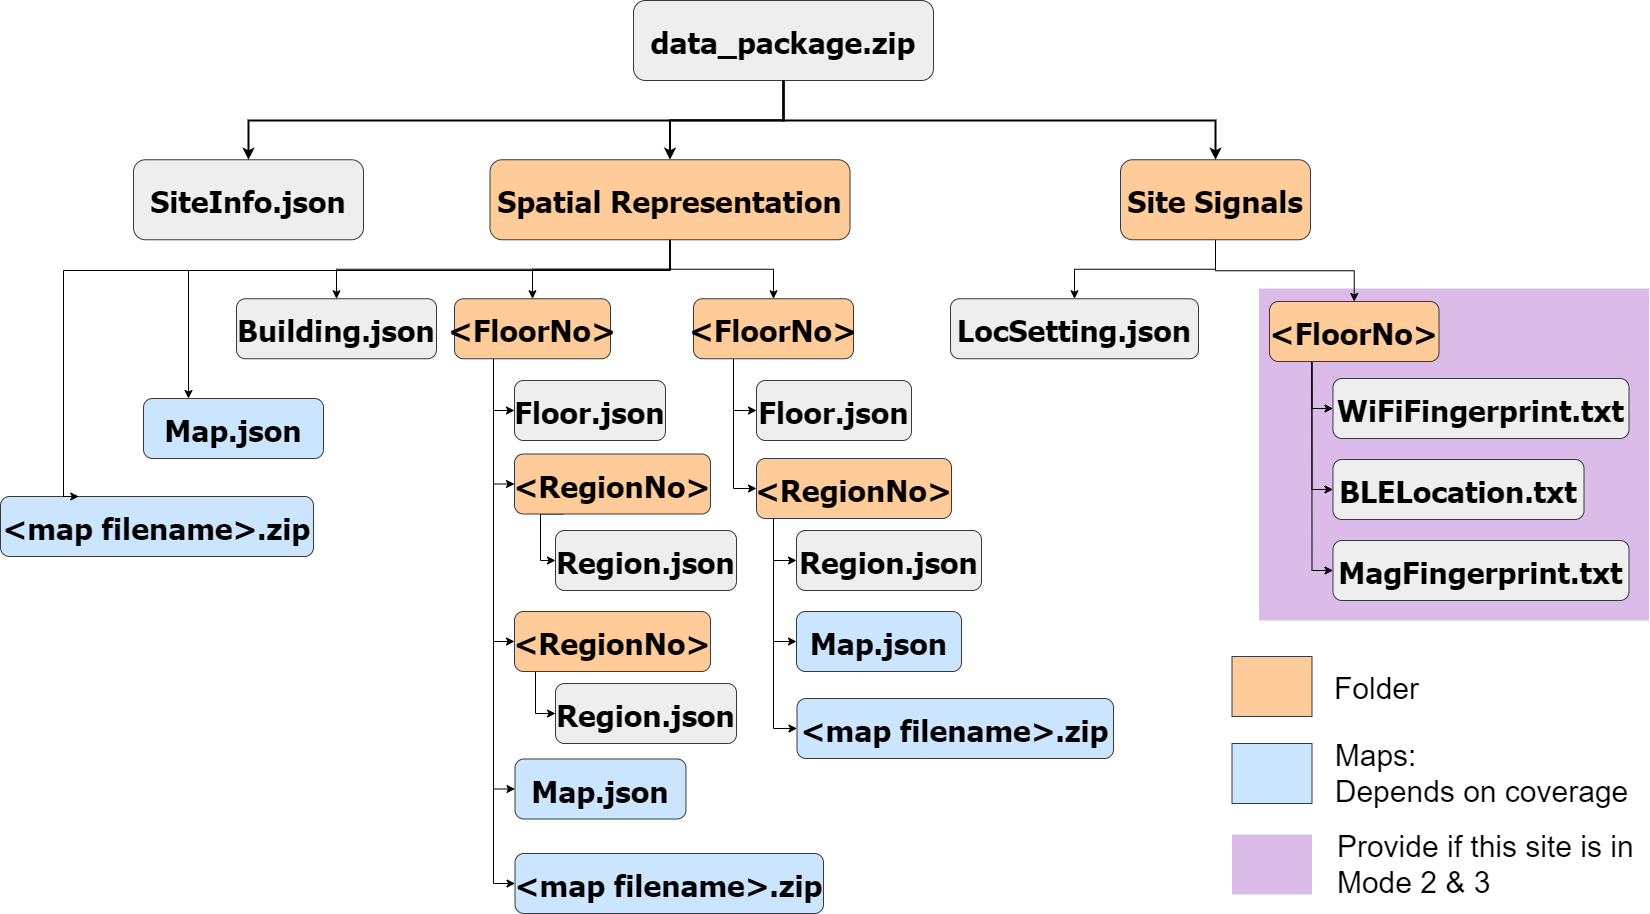 data_package.zip
SiteInfo.json
Spatial Representation
Site Signals
Building.json
<FloorNo>
<FloorNo>
LocSetting.json
<FloorNo>
Map.json
<map filename>.zip
Floor.json
<RegionNo>
Region.json
<RegionNo>
Region.json
Map.json
<map filename>.zip
Floor.json
<RegionNo>
Region.json
Map.json
<map filename>.zip
WiFiFingerprint.txt
BLELocation.txt
MagFingerprint.txt
Folder
Maps:
Depends on coverage
Provide if this site is in
Mode 2 & 3